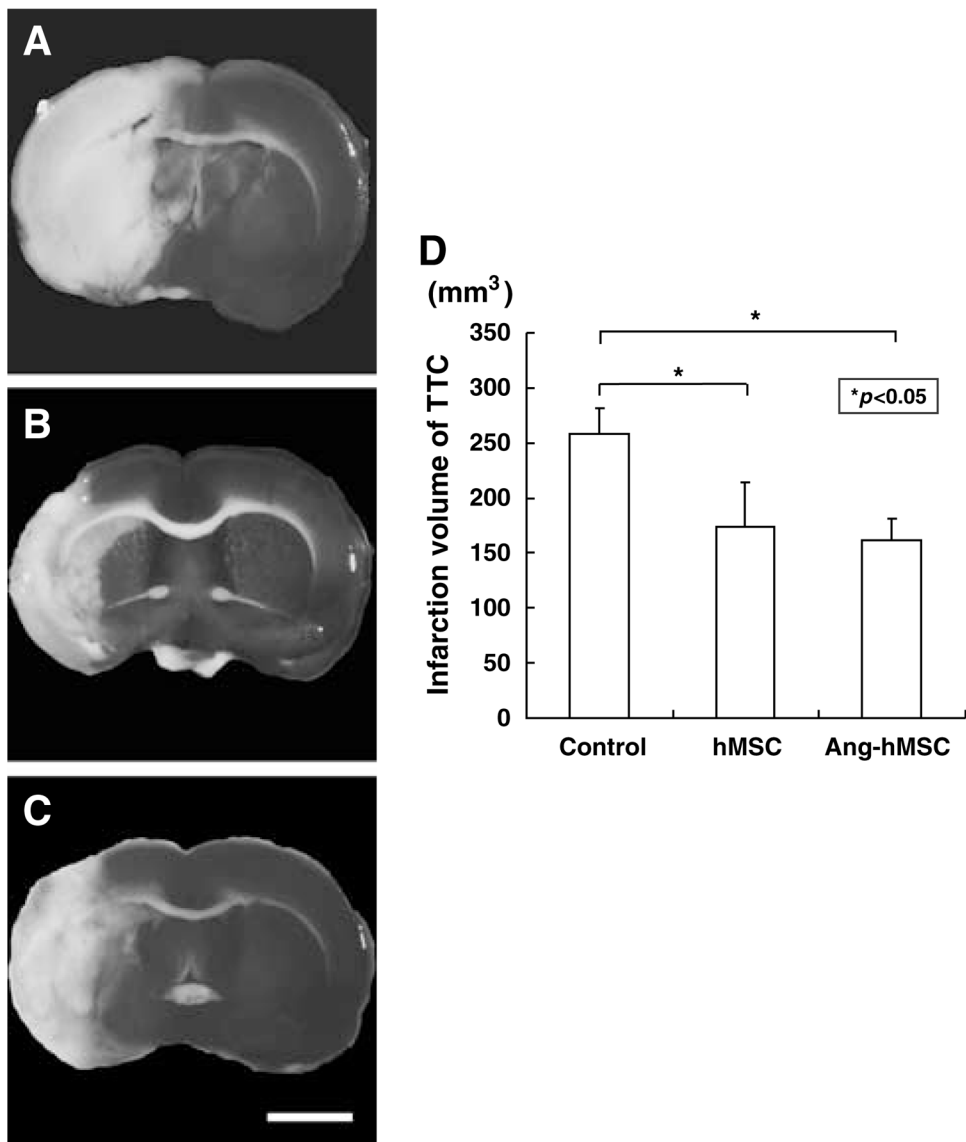 A
B
C
D
(mm³)
Infarction volume of TTC
350
300
250
200
150
100
50
0
*
*
*p<0.05
Control hMSC Ang-hMSC